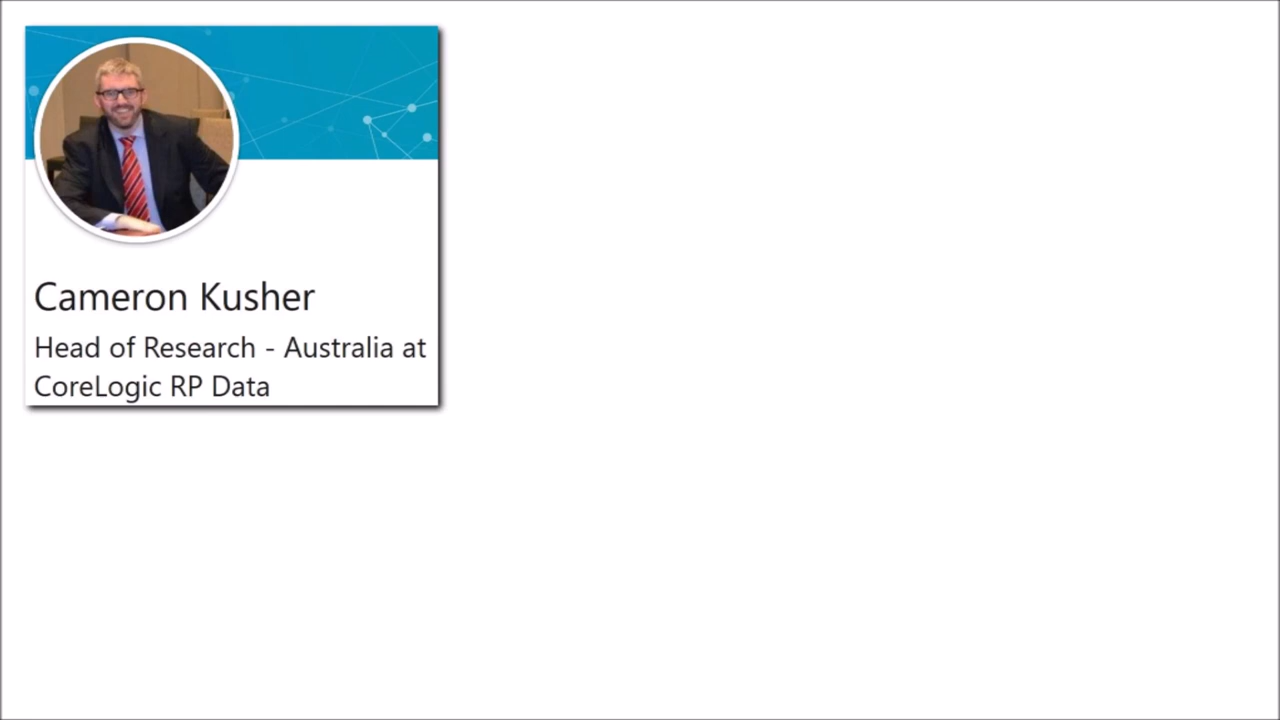 Cameron Kusher
Head of Research - Australia at
CoreLogic RP Data